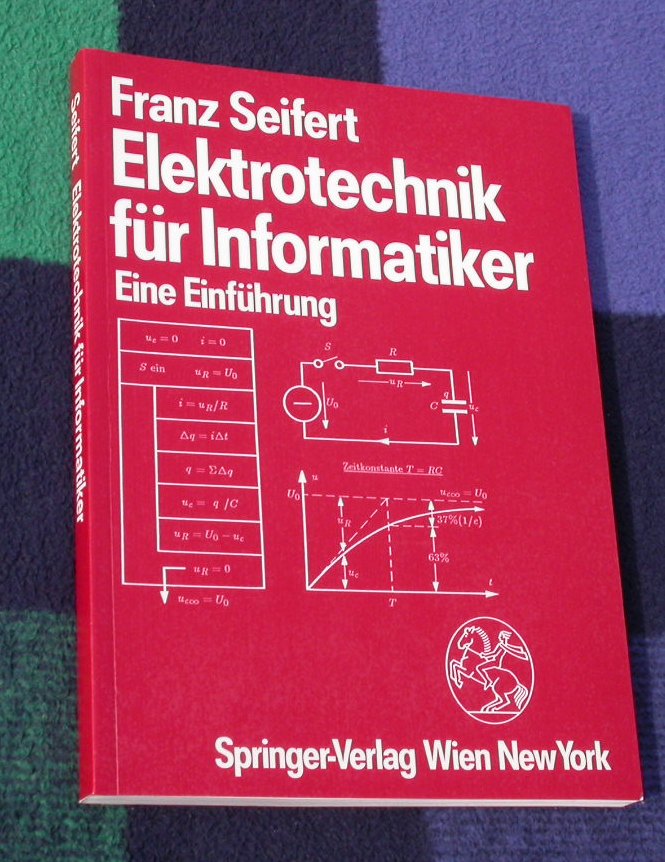 Seifert Elektrotechnik für Informatiker
Franz Seifert
Elektrotechnik
für Informatiker
Eine Einführung
u_c = 0 i = 0
S ein u_R = U_0
i = u_R/R
Δq = iΔt
q = ΣΔq
u_c = q /C
u_R = U_0 − u_c
u_R = 0
u_c∞ = U_0
S
R
u_R
U_0
q
C
u_c
i
Zeitkonstante T = RC
u
U_0
u_c∞ = U_0
u_R
37%(1/e)
63%
u_c
t
T
Springer-Verlag Wien New York